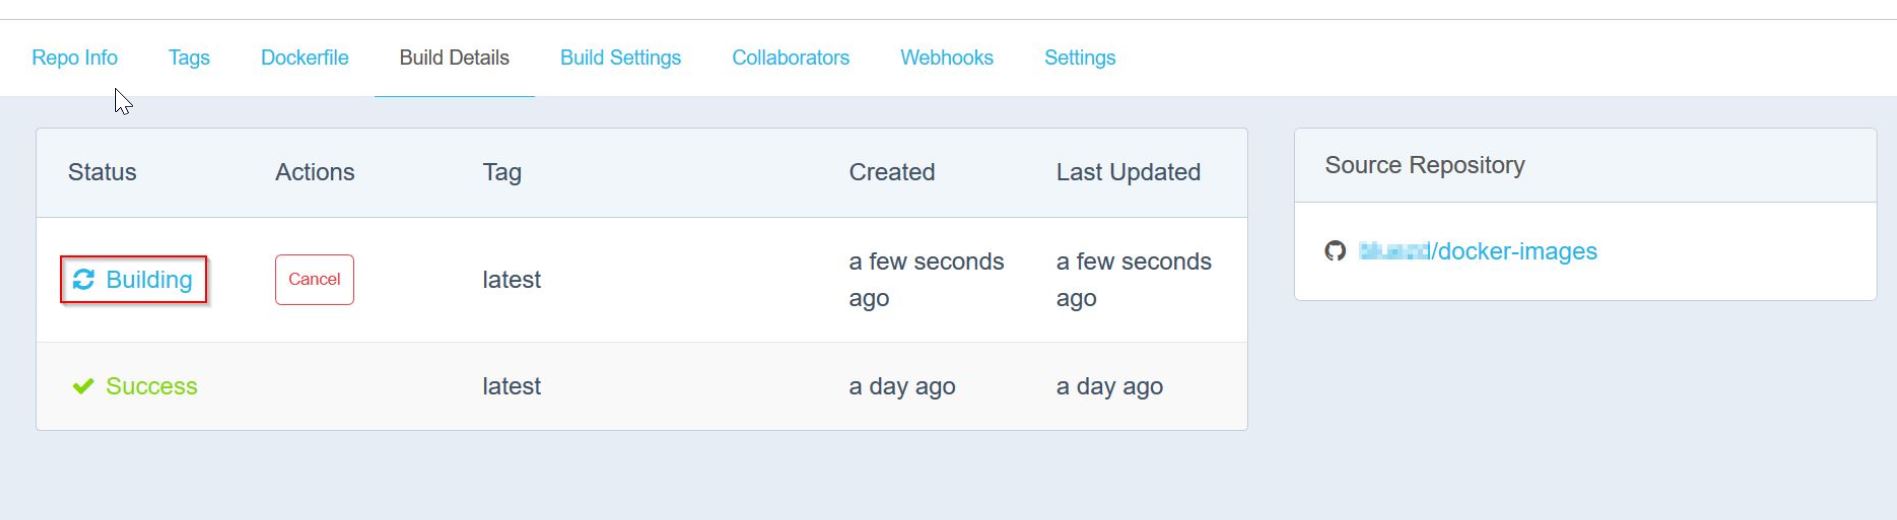 Repo Info Tags Dockerfile Build Details Build Settings Collaborators Webhooks Settings
Status Actions Tag Created Last Updated
Building Cancel latest a few seconds ago a few seconds ago
Success latest a day ago a day ago
Source Repository
/docker-images